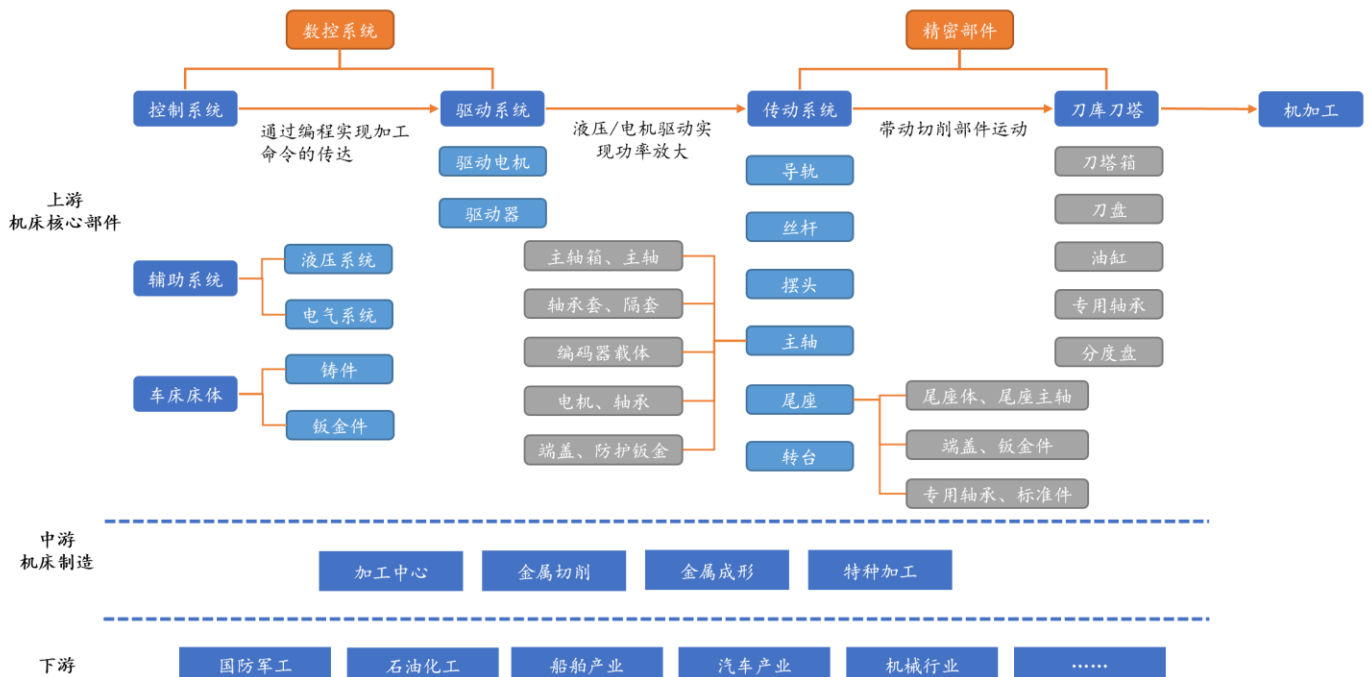 数控系统
精密部件
控制系统
驱动系统
传动系统
刀库刀塔
机加工
通过编程实现加工
命令的传达
液压/电机驱动实
现功率放大
带动切削部件运动
驱动电机
驱动器
导轨
丝杆
摆头
主轴
尾座
转台
刀塔箱
刀盘
油缸
专用轴承
分度盘
上游
机床核心部件
辅助系统
液压系统
电气系统
车床床体
铸件
钣金件
主轴箱、主轴
轴承套、隔套
编码器载体
电机、轴承
端盖、防护钣金
尾座体、尾座主轴
端盖、钣金件
专用轴承、标准件
中游
机床制造
加工中心
金属切削
金属成形
特种加工
下游
国防军工
石油化工
船舶产业
汽车产业
机械行业
……